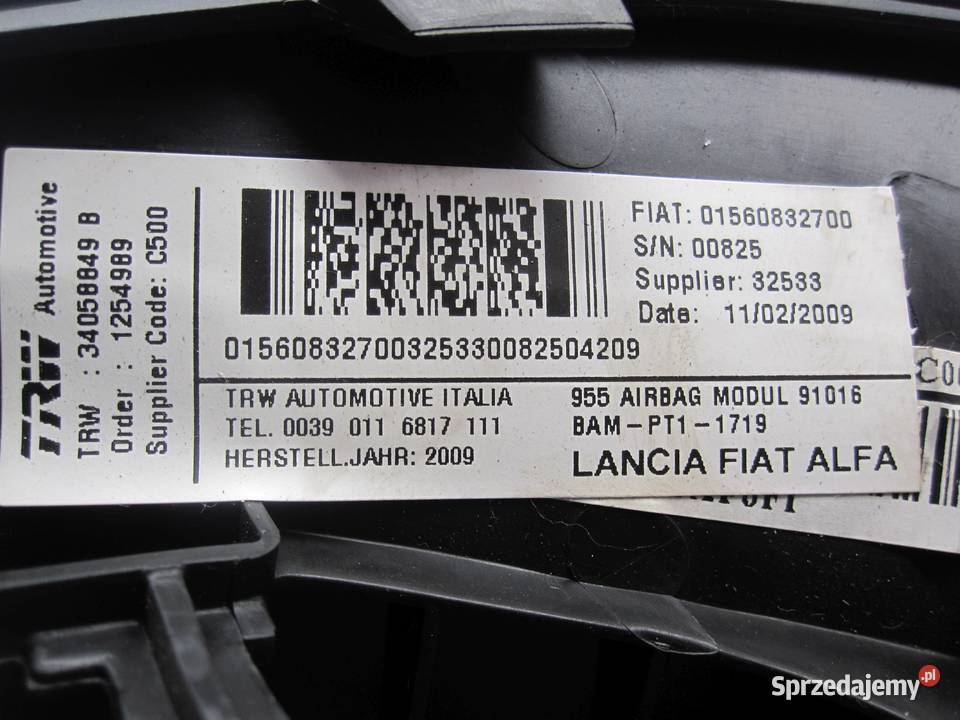 TRW Automotive
TRW : 34058849 B
Order : 1254989
Supplier Code: C500
FIAT: 01560832700
S/N: 00825
Supplier: 32533
Date: 11/02/2009
01560832700325330082504209
TRW AUTOMOTIVE ITALIA
TEL. 0039 011 6817 111
HERSTELL.JAHR: 2009
955 AIRBAG MODUL 91016
BAM-PT1-1719
LANCIA FIAT ALFA
Sprzedajemy.pl